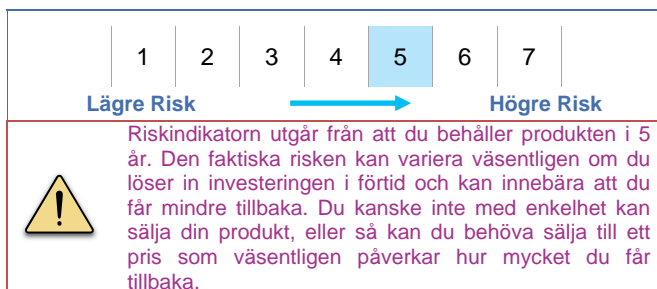 1 2 3 4 5 6 7
Lägre Risk Högre Risk
Riskindikatorn utgår från att du behåller produkten i 5
år. Den faktiska risken kan variera väsentligen om du
löser in investeringen i förtid och kan innebära att du
får mindre tillbaka. Du kanske inte med enkelhet kan
sälja din produkt, eller så kan du behöva sälja till ett
pris som väsentligen påverkar hur mycket du får
tillbaka.